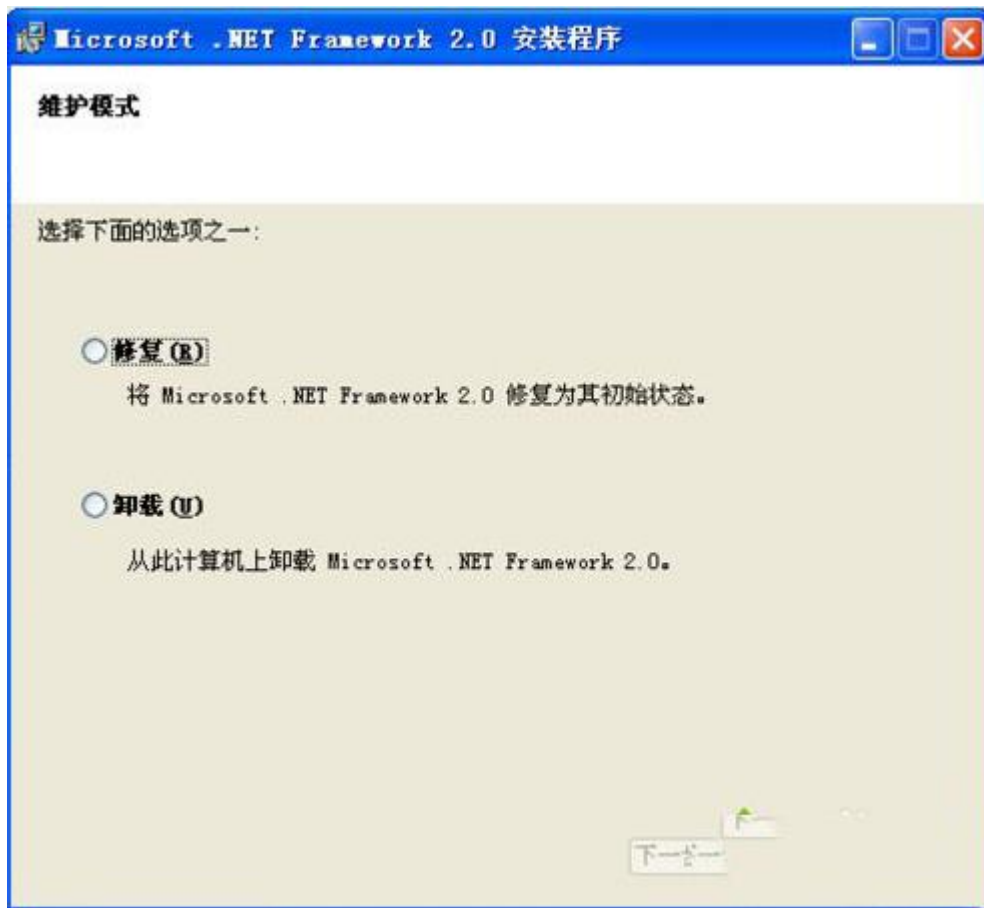 Microsoft .NET Framework 2.0 安装程序
维护模式
选择下面的选项之一:
修复(R)
将 Microsoft .NET Framework 2.0 修复为其初始状态。
卸载(U)
从此计算机上卸载 Microsoft .NET Framework 2.0。